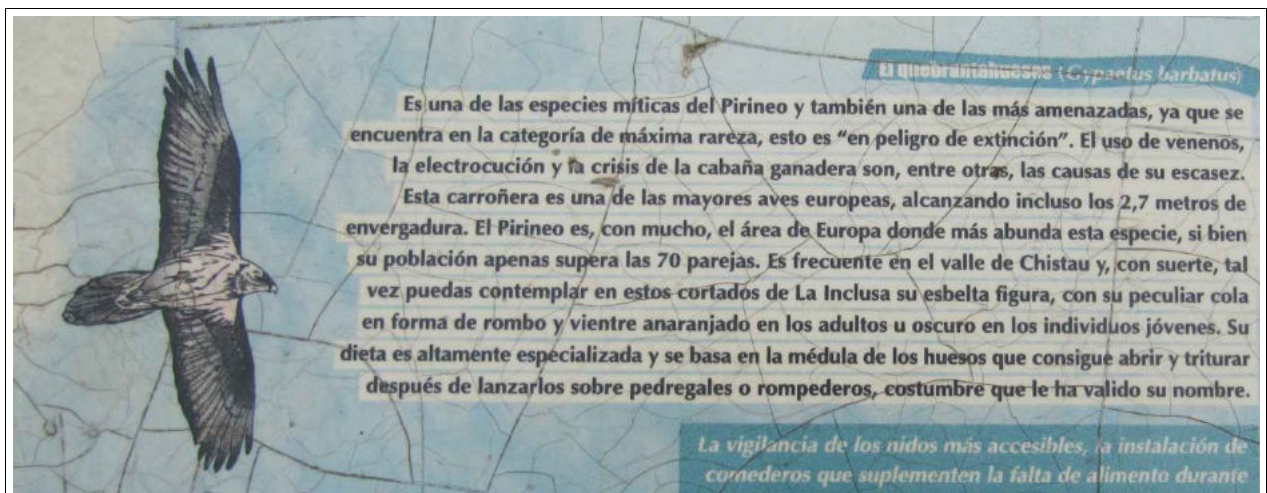 El quebrantahuesos (Gypaetus barbatus)
Es una de las especies míticas del Pirineo y también una de las más amenazadas, ya que se
encuentra en la categoría de máxima rareza, esto es “en peligro de extinción”. El uso de venenos,
la electrocución y la crisis de la cabaña ganadera son, entre otras, las causas de su escasez.
Esta carroñera es una de las mayores aves europeas, alcanzando incluso los 2,7 metros de
envergadura. El Pirineo es, con mucho, el área de Europa donde más abunda esta especie, si bien
su población apenas supera las 70 parejas. Es frecuente en el valle de Chistau y, con suerte, tal
vez puedas contemplar en estos cortados de La Inclusa su esbelta figura, con su peculiar cola
en forma de rombo y vientre anaranjado en los adultos u oscuro en los individuos jóvenes. Su
dieta es altamente especializada y se basa en la médula de los huesos que consigue abrir y triturar
después de lanzarlos sobre pedregales o rompederos, costumbre que le ha valido su nombre.
La vigilancia de los nidos más accesibles, la instalación de
comederos que suplementen la falta de alimento durante